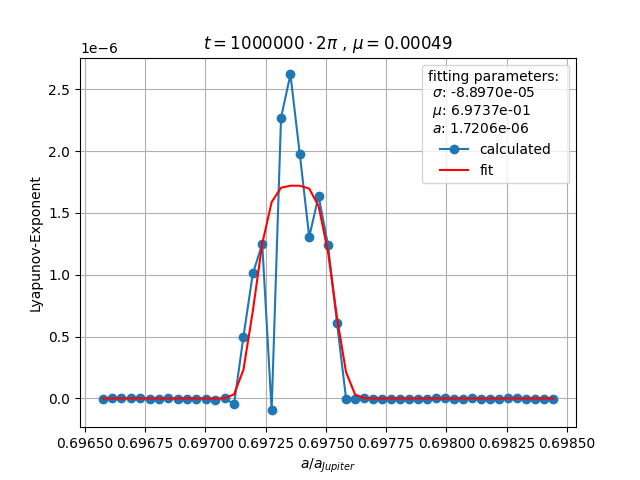 t = 1000000 · 2π , μ = 0.00049
1e−6
fitting parameters:
σ: -8.8970e-05
μ: 6.9737e-01
a: 1.7206e-06
calculated
fit
2.5
2.0
1.5
1.0
0.5
0.0
Lyapunov-Exponent
0.69650 0.69675 0.69700 0.69725 0.69750 0.69775 0.69800 0.69825 0.69850
a/a_Jupiter